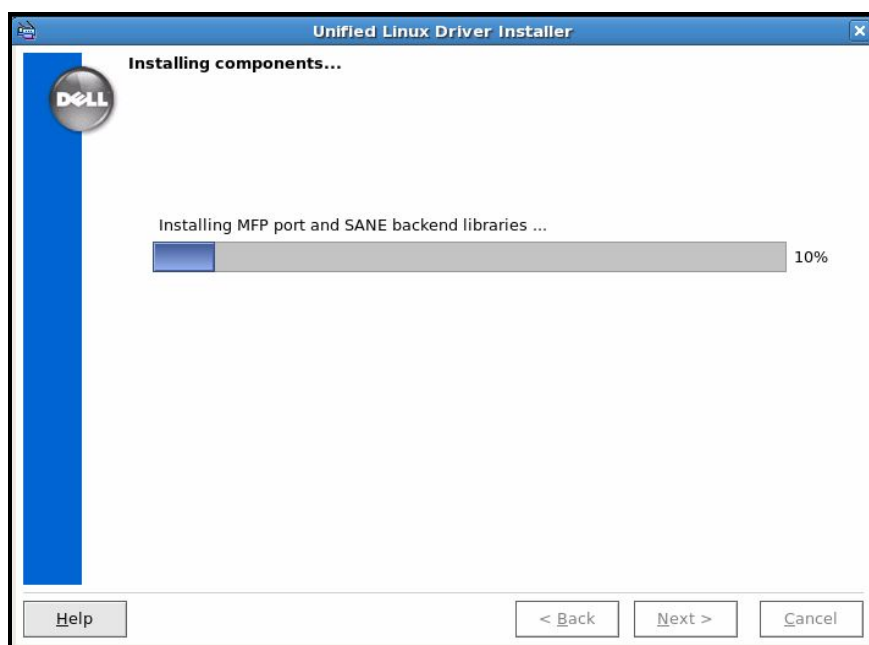 Unified Linux Driver Installer
DELL
Installing components...
Installing MFP port and SANE backend libraries ...
10%
Help
< Back
Next >
Cancel